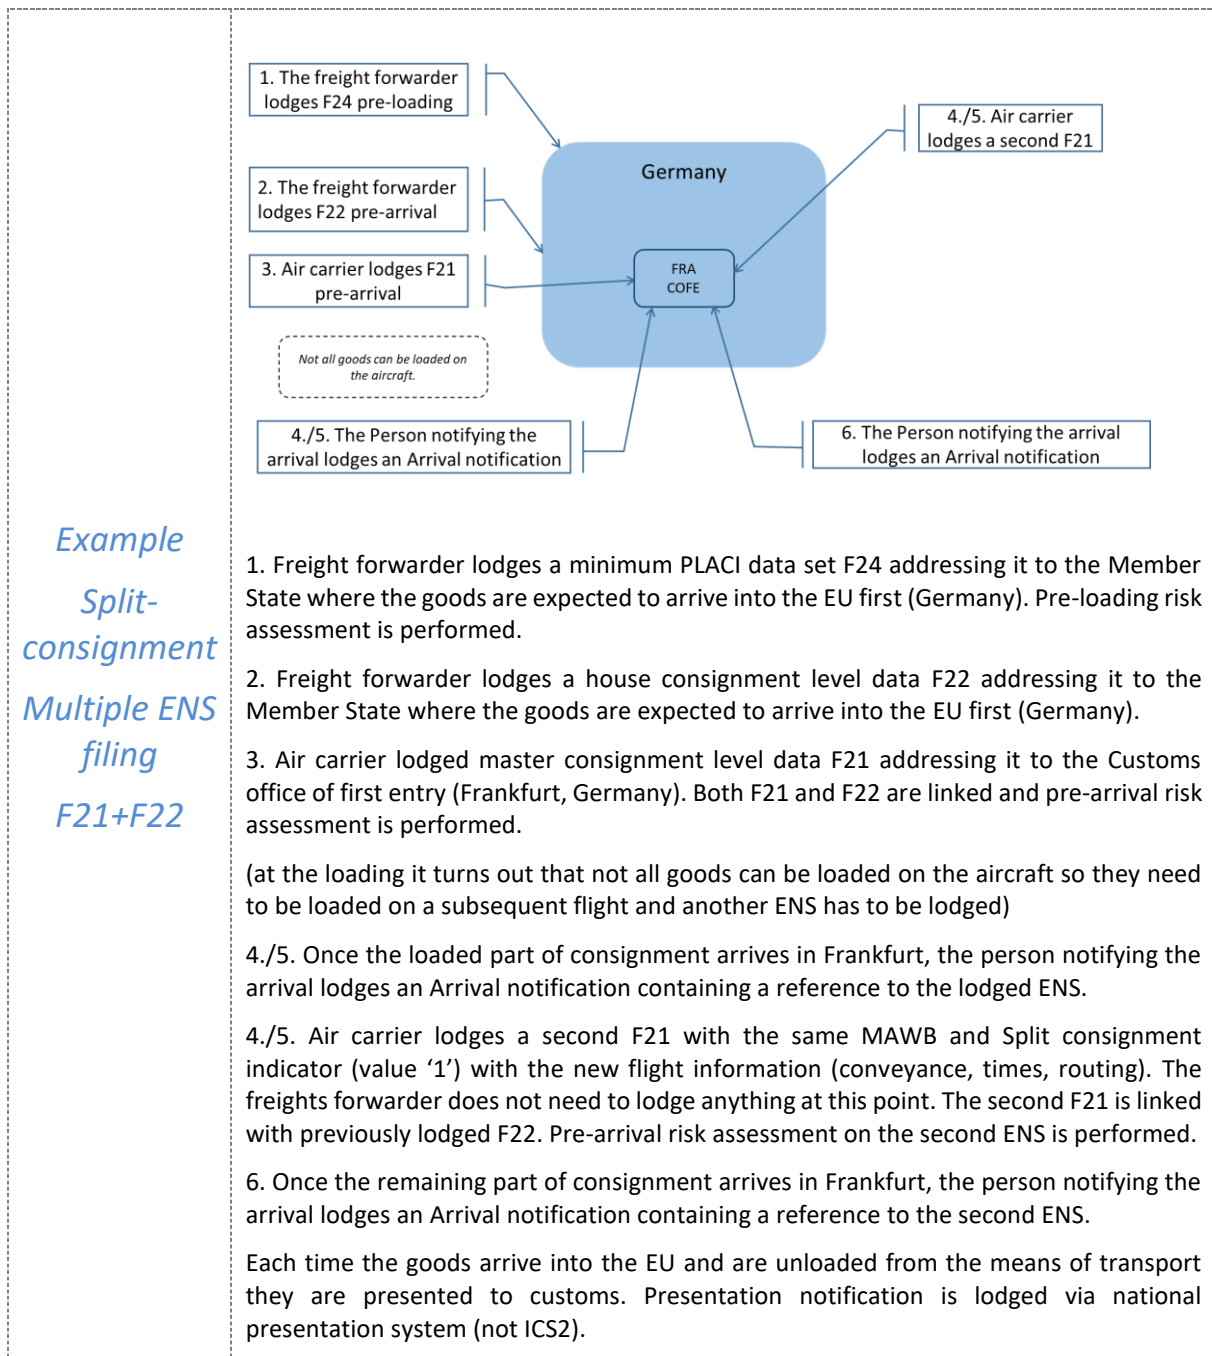 1. The freight forwarder
lodges F24 pre-loading
4./5. Air carrier
lodges a second F21
Germany
2. The freight forwarder
lodges F22 pre-arrival
3. Air carrier lodges F21
pre-arrival
FRA
COFE
Not all goods can be loaded on
the aircraft.
4./5. The Person notifying the
arrival lodges an Arrival notification
6. The Person notifying the arrival
lodges an Arrival notification
Example
Split-
consignment
Multiple ENS
filing
F21+F22
1. Freight forwarder lodges a minimum PLACI data set F24 addressing it to the Member
State where the goods are expected to arrive into the EU first (Germany). Pre-loading risk
assessment is performed.
2. Freight forwarder lodges a house consignment level data F22 addressing it to the
Member State where the goods are expected to arrive into the EU first (Germany).
3. Air carrier lodged master consignment level data F21 addressing it to the Customs
office of first entry (Frankfurt, Germany). Both F21 and F22 are linked and pre-arrival risk
assessment is performed.
(at the loading it turns out that not all goods can be loaded on the aircraft so they need
to be loaded on a subsequent flight and another ENS has to be lodged)
4./5. Once the loaded part of consignment arrives in Frankfurt, the person notifying the
arrival lodges an Arrival notification containing a reference to the lodged ENS.
4./5. Air carrier lodges a second F21 with the same MAWB and Split consignment
indicator (value ‘1’) with the new flight information (conveyance, times, routing). The
freights forwarder does not need to lodge anything at this point. The second F21 is linked
with previously lodged F22. Pre-arrival risk assessment on the second ENS is performed.
6. Once the remaining part of consignment arrives in Frankfurt, the person notifying the
arrival lodges an Arrival notification containing a reference to the second ENS.
Each time the goods arrive into the EU and are unloaded from the means of transport
they are presented to customs. Presentation notification is lodged via national
presentation system (not ICS2).